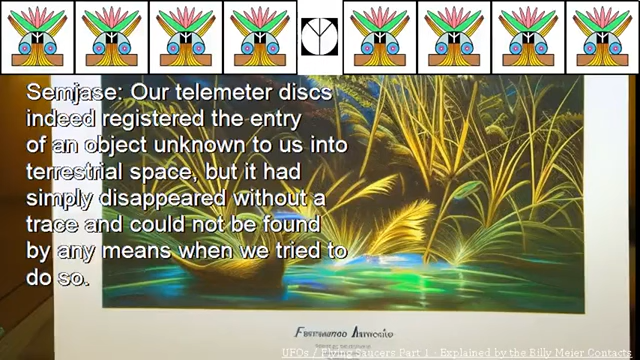 Semjase: Our telemeter discs
indeed registered the entry
of an object unknown to us into
terrestrial space, but it had
simply disappeared without a
trace and could not be found
by any means when we tried to
do so.
UFOs / Flying Saucers Part 1 - Explained by the Billy Meier Contacts